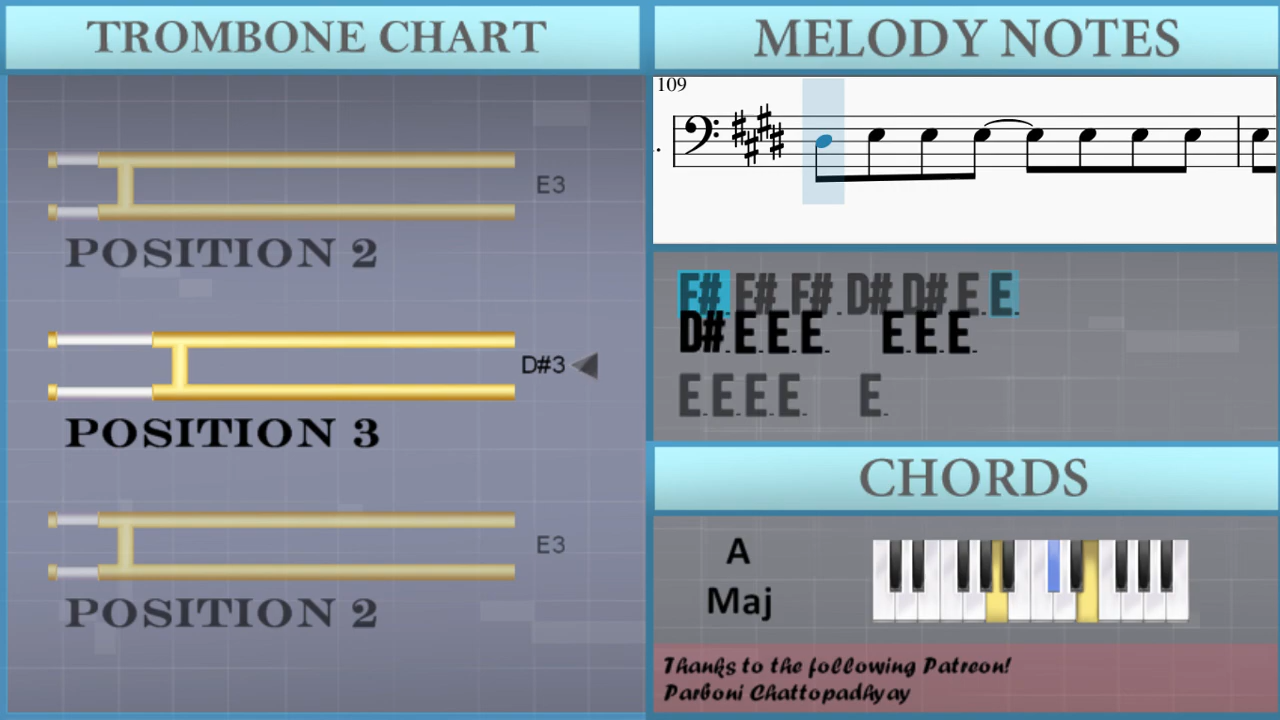 TROMBONE CHART
E3
POSITION 2
D#3
POSITION 3
E3
POSITION 2
MELODY NOTES
109
F#. F#. F#. D#. D#. E. E.
D#. E. E. E. E. E. E.
E. E. E. E. E.
CHORDS
A
Maj
Thanks to the following Patreon!
Parboni Chattopadhyay